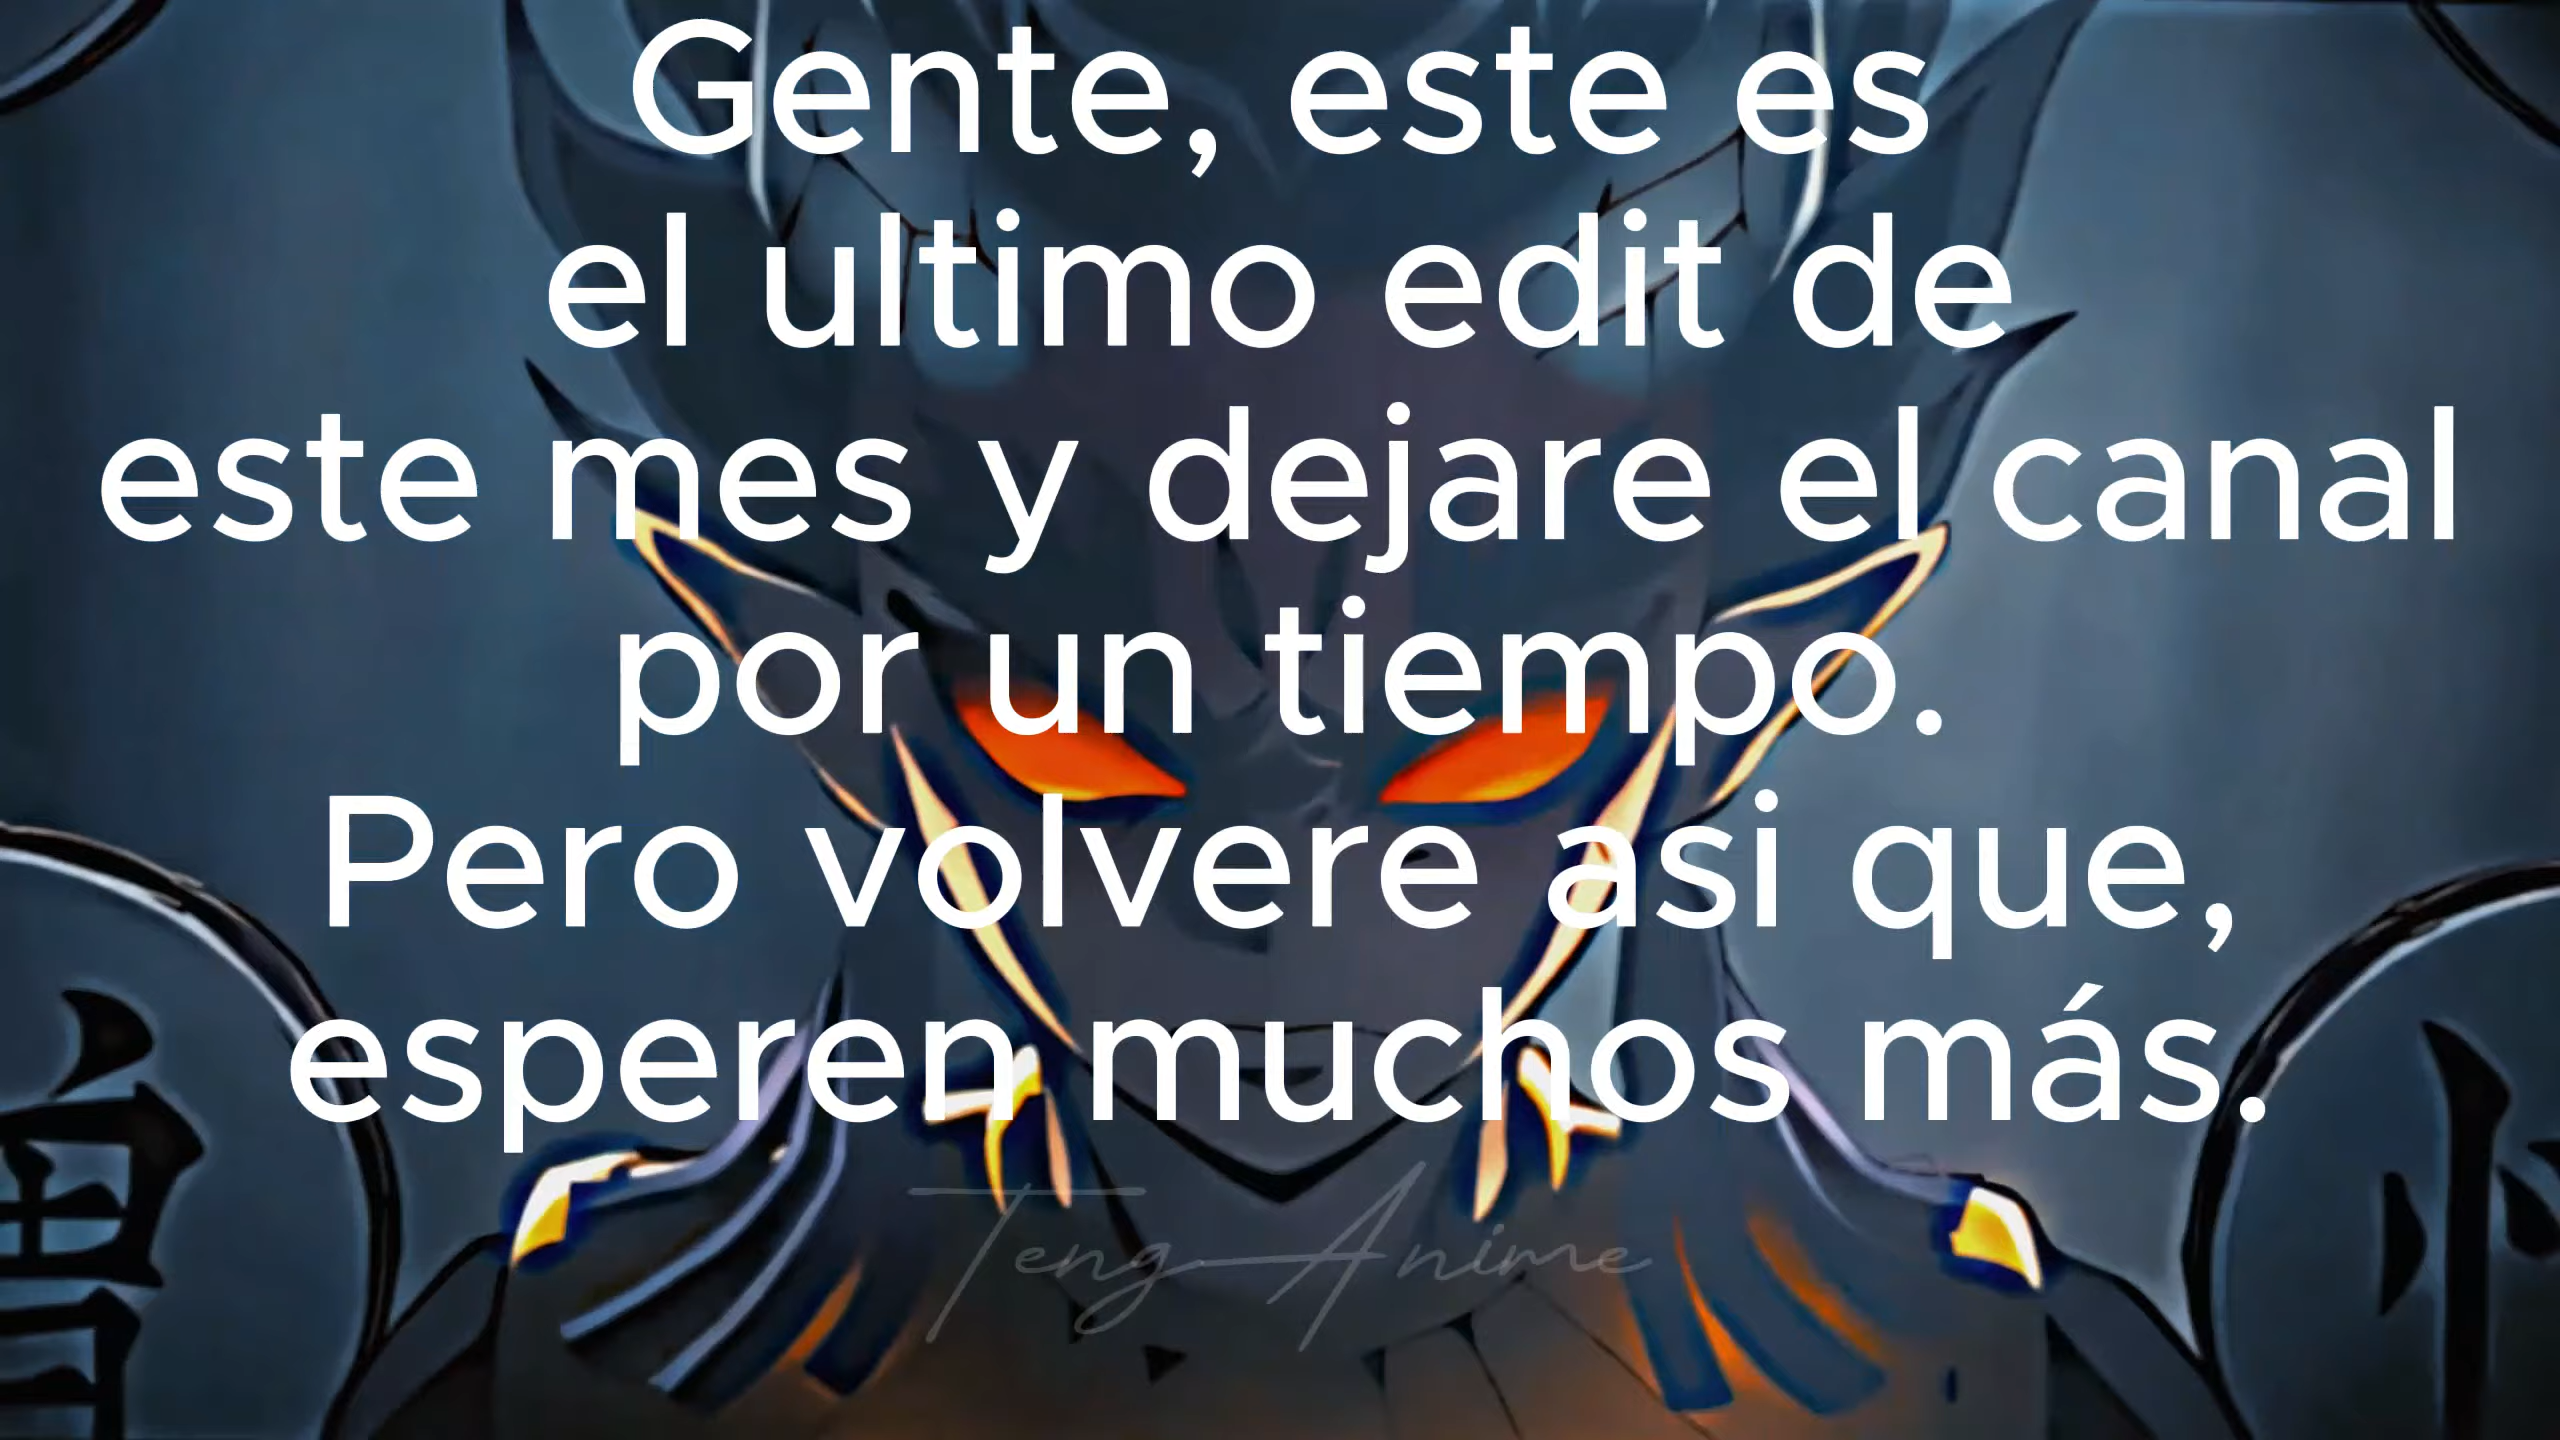 Gente, este es
el ultimo edit de
este mes y dejare el canal
por un tiempo.
Pero volvere asi que,
esperen muchos más.
Teng Anime
憎